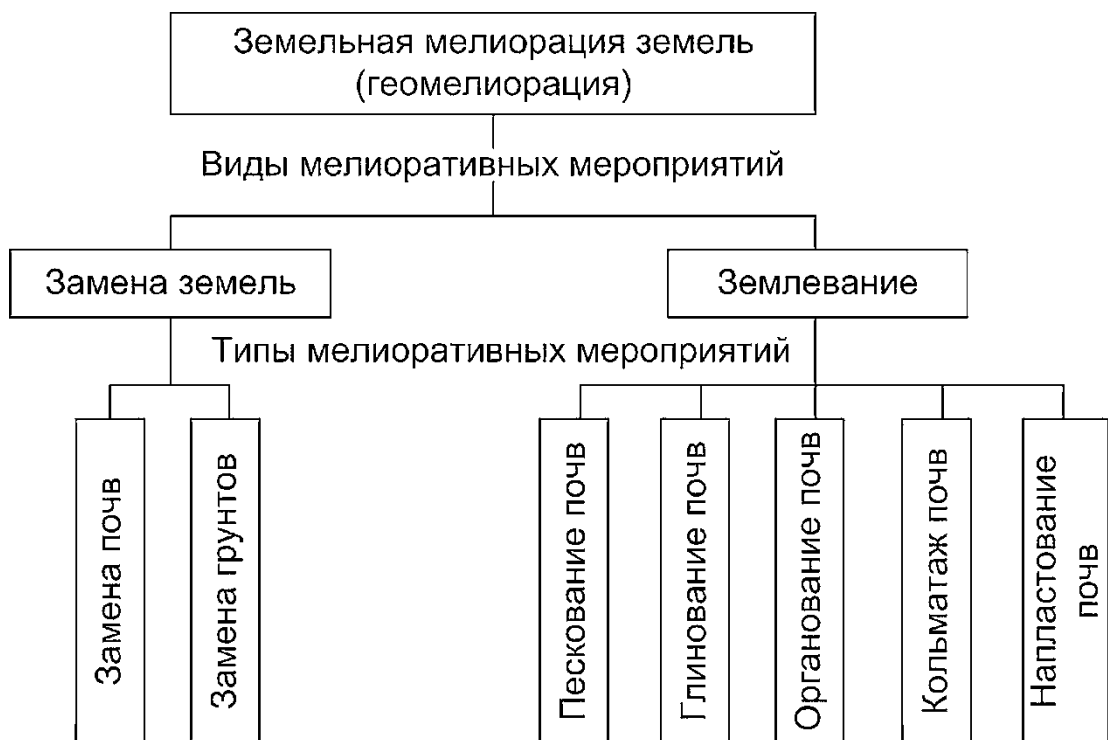 Земельная мелиорация земель
(геомелиорация)
Виды мелиоративных мероприятий
Замена земель
Землевание
Типы мелиоративных мероприятий
Замена почв
Замена грунтов
Пескование почв
Глинование почв
Органование почв
Кольматаж почв
Напластование
почв